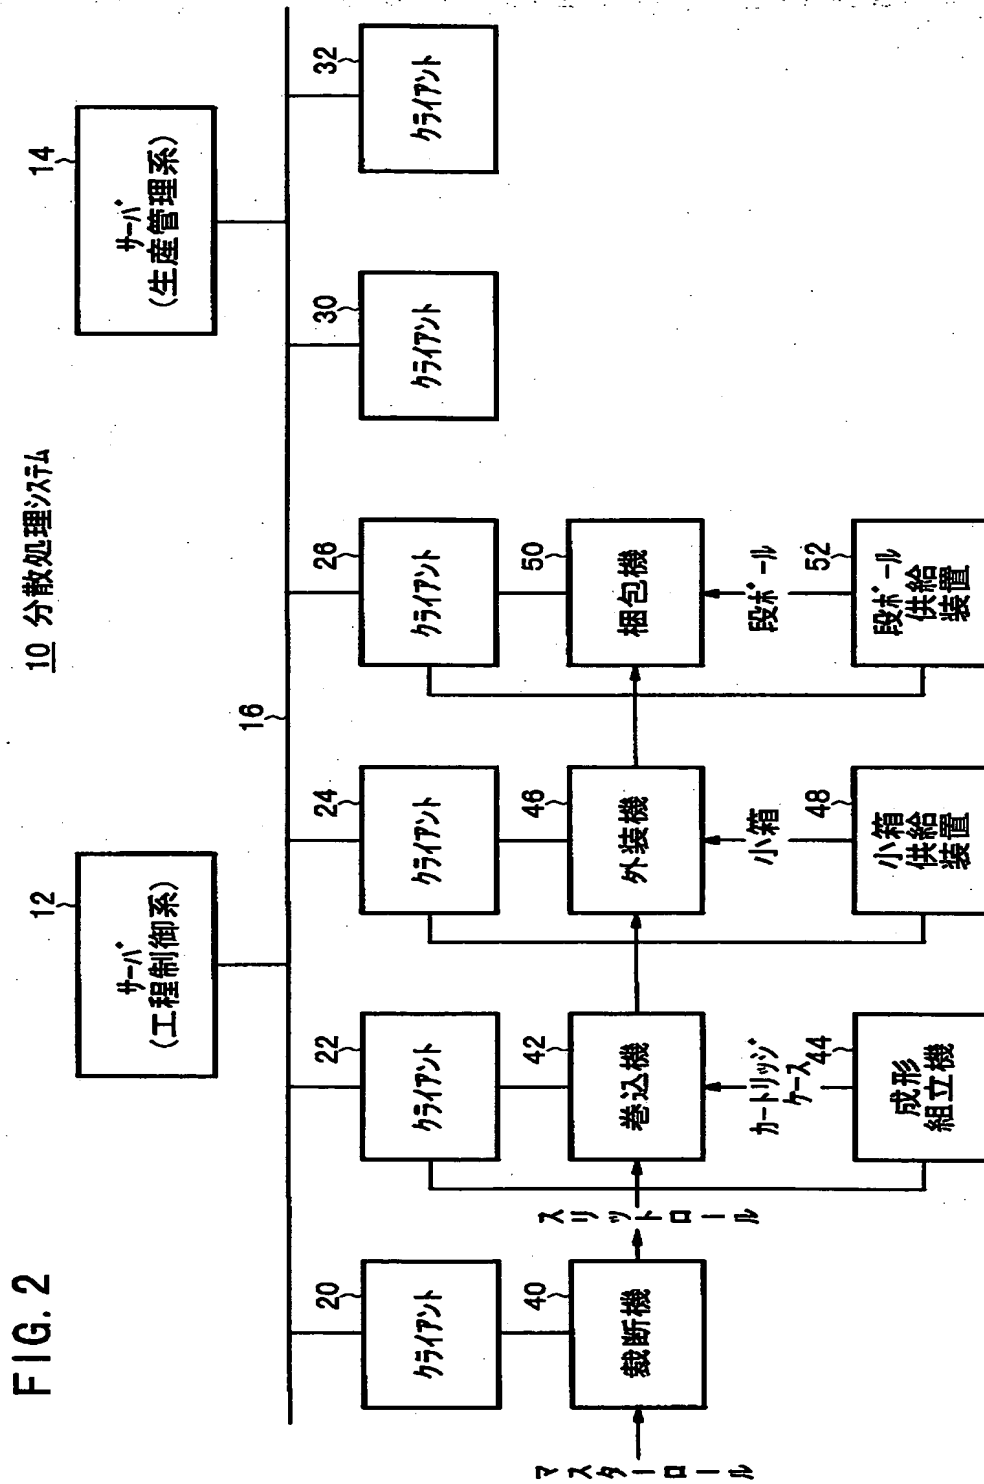 FIG. 2
10 分散処理システム
12
サーバ
(工程制御系)
14
サーバ
(生産管理系)
16
20
クライアント
22
クライアント
24
クライアント
26
クライアント
30
クライアント
32
クライアント
マスターロール
40
裁断機
スリットロール
42
巻込機
46
外装機
50
梱包機
カートリッジ
ケース
小箱
段ボール
44
成形
組立機
48
小箱
供給
装置
52
段ボール
供給
装置